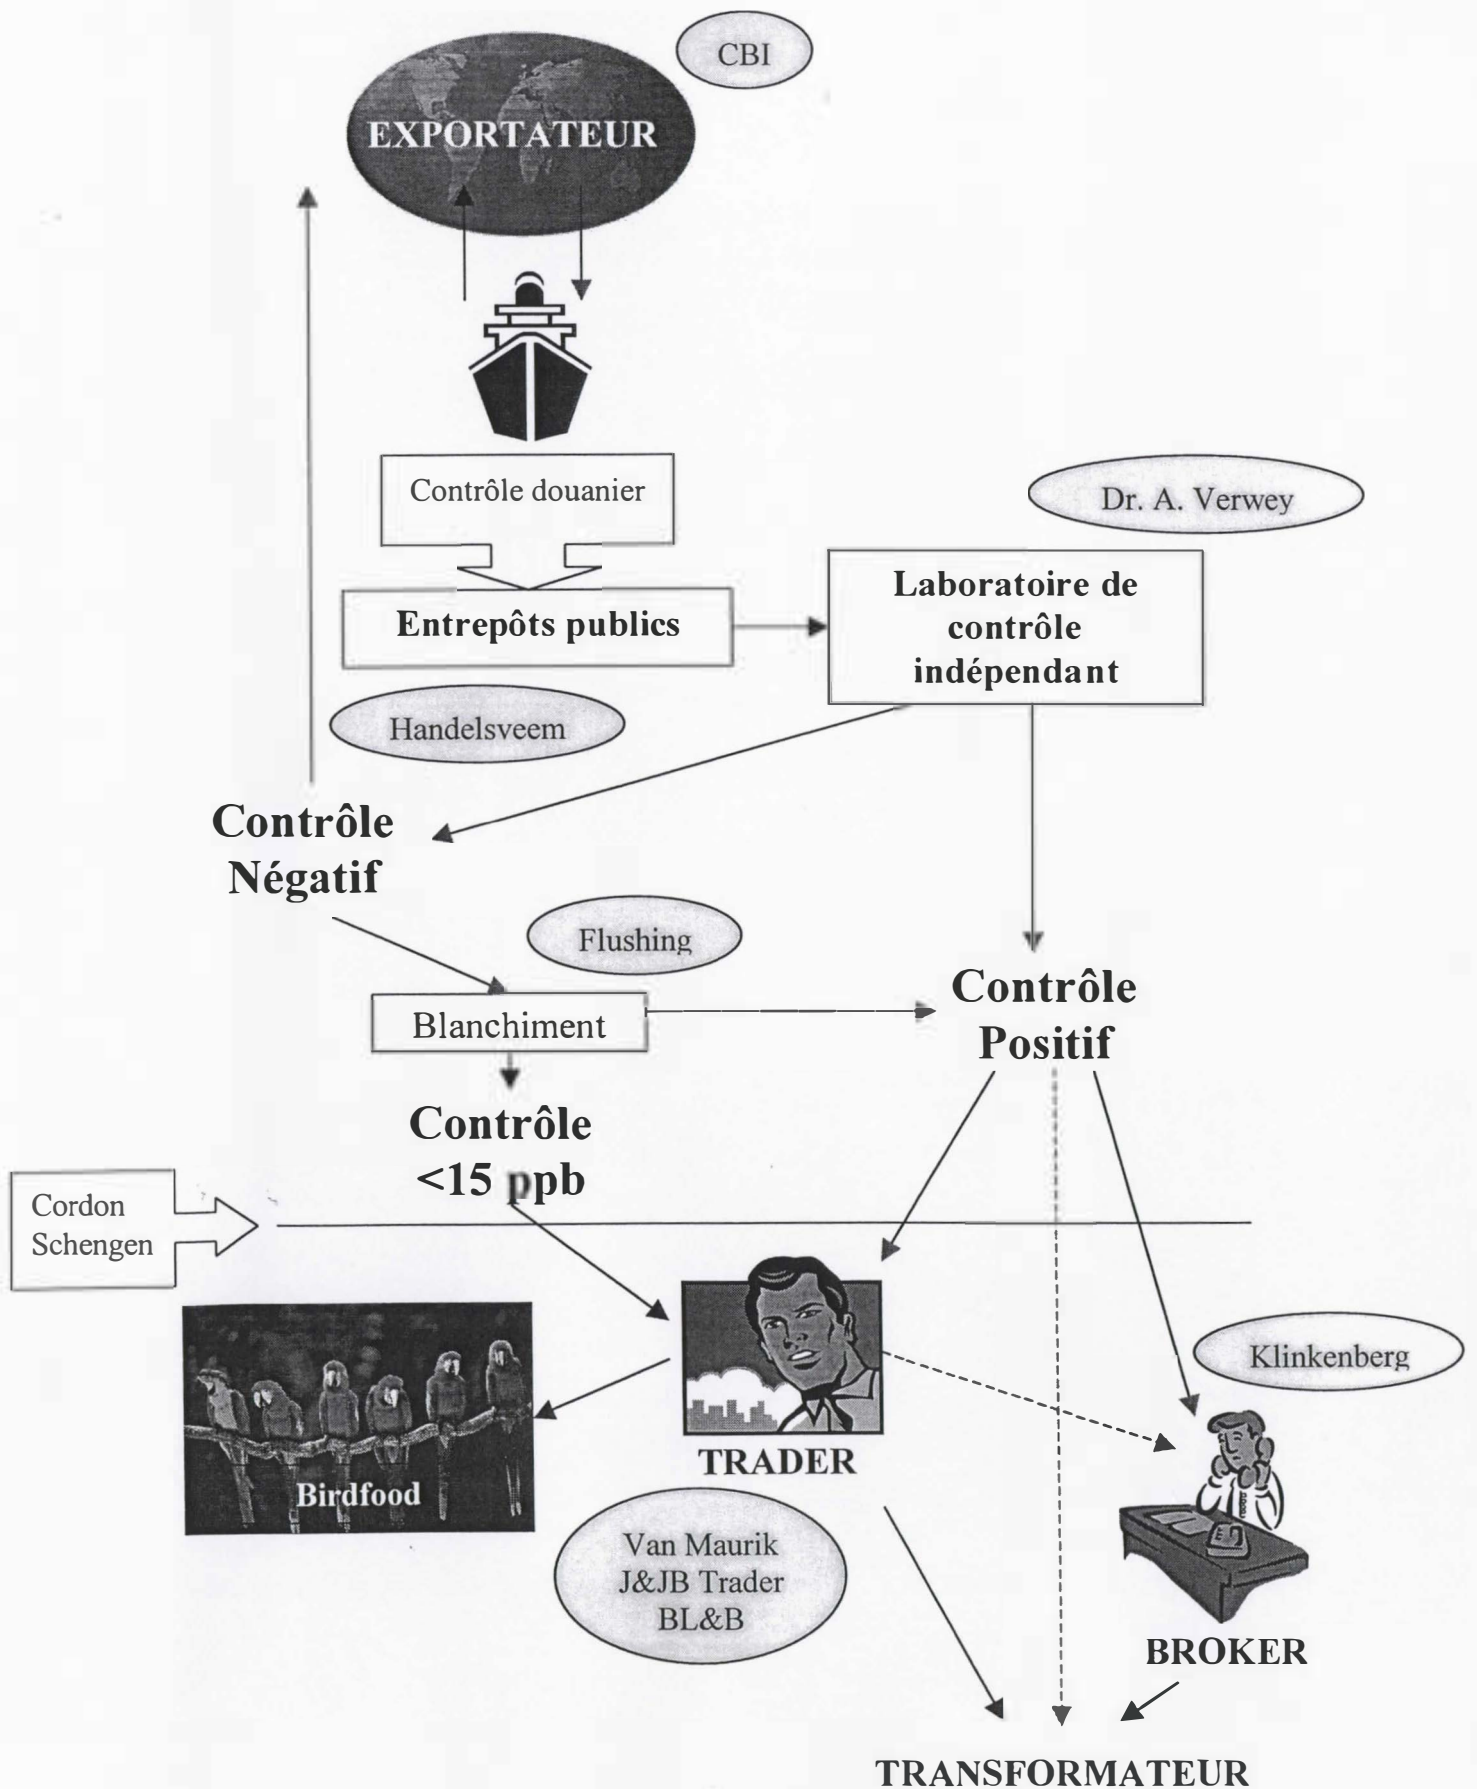 CBI
EXPORTATEUR
Contrôle douanier
Dr. A. Verwey
Entrepôts publics
Laboratoire de
contrôle
indépendant
Handelsveem
Contrôle
Négatif
Flushing
Blanchiment
Contrôle
Positif
Contrôle
<15 ppb
Cordon
Schengen
Klinkenberg
Birdfood
TRADER
Van Maurik
J&JB Trader
BL&B
BROKER
TRANSFORMATEUR